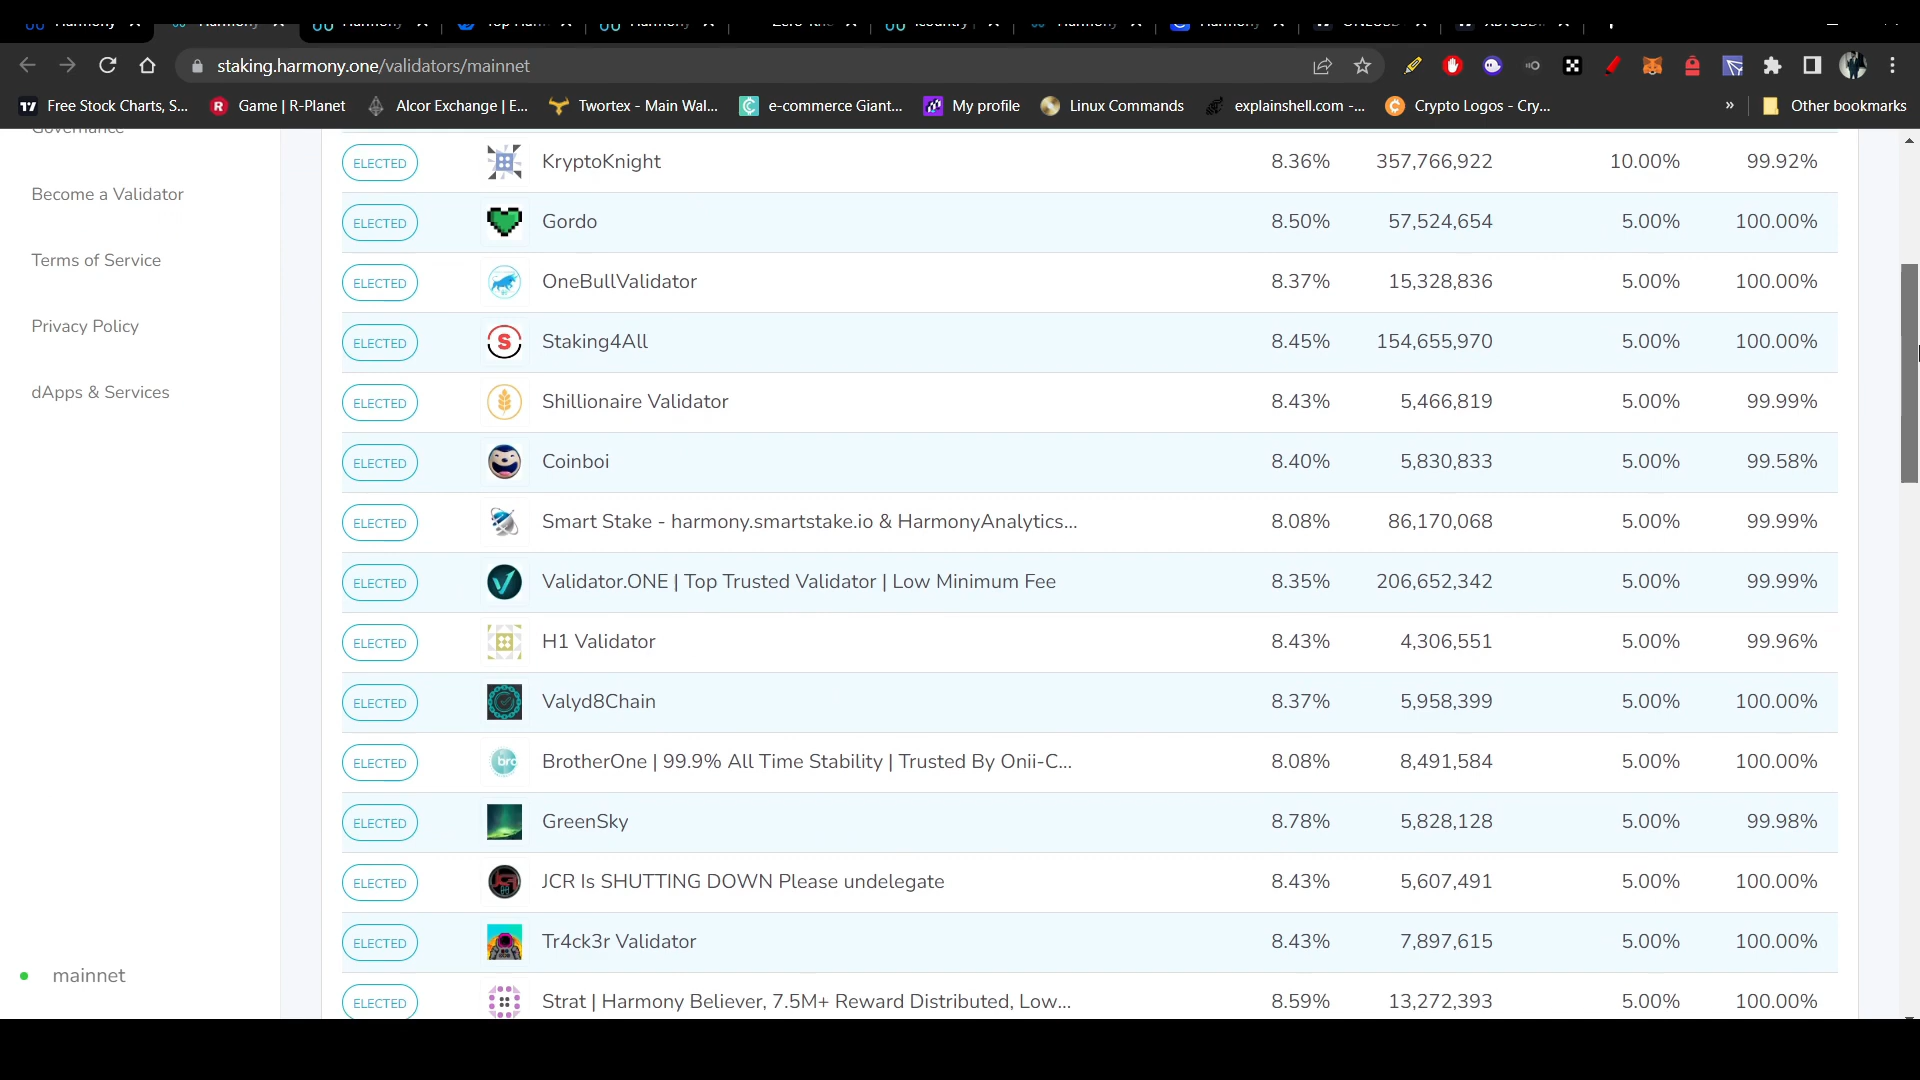 staking.harmony.one/validators/mainnet
Free Stock Charts, S... Game | R-Planet Alcor Exchange | E... Twortex - Main Wal... e-commerce Giant... My profile Linux Commands explainshell.com -... Crypto Logos - Cry... » Other bookmarks
Governance
Become a Validator
Terms of Service
Privacy Policy
dApps & Services
mainnet
ELECTED KryptoKnight 8.36% 357,766,922 10.00% 99.92%
ELECTED Gordo 8.50% 57,524,654 5.00% 100.00%
ELECTED OneBullValidator 8.37% 15,328,836 5.00% 100.00%
ELECTED Staking4All 8.45% 154,655,970 5.00% 100.00%
ELECTED Shillionaire Validator 8.43% 5,466,819 5.00% 99.99%
ELECTED Coinboi 8.40% 5,830,833 5.00% 99.58%
ELECTED Smart Stake - harmony.smartstake.io & HarmonyAnalytics... 8.08% 86,170,068 5.00% 99.99%
ELECTED Validator.ONE | Top Trusted Validator | Low Minimum Fee 8.35% 206,652,342 5.00% 99.99%
ELECTED H1 Validator 8.43% 4,306,551 5.00% 99.96%
ELECTED Valyd8Chain 8.37% 5,958,399 5.00% 100.00%
ELECTED bro BrotherOne | 99.9% All Time Stability | Trusted By Onii-C... 8.08% 8,491,584 5.00% 100.00%
ELECTED GreenSky 8.78% 5,828,128 5.00% 99.98%
ELECTED JCR Is SHUTTING DOWN Please undelegate 8.43% 5,607,491 5.00% 100.00%
ELECTED Tr4ck3r Validator 8.43% 7,897,615 5.00% 100.00%
ELECTED Strat | Harmony Believer, 7.5M+ Reward Distributed, Low... 8.59% 13,272,393 5.00% 100.00%